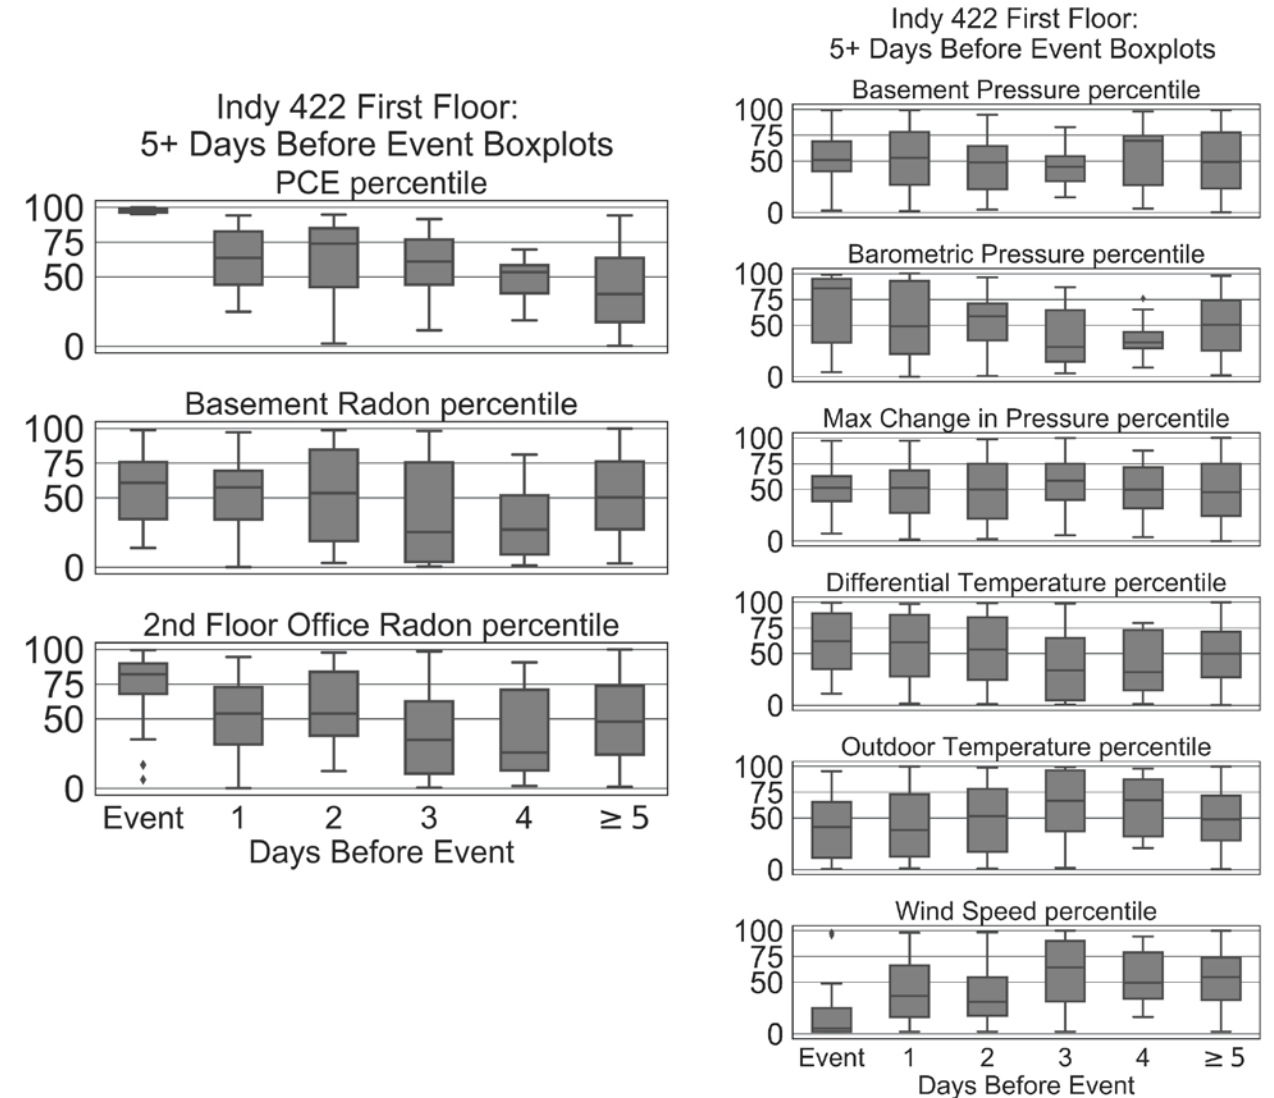 Indy 422 First Floor:
5+ Days Before Event Boxplots
PCE percentile
100
75
50
0
Basement Radon percentile
100
75
50
0
2nd Floor Office Radon percentile
100
75
50
0
Event 1 2 3 4 ≥ 5
Days Before Event
Indy 422 First Floor:
5+ Days Before Event Boxplots
Basement Pressure percentile
100
75
50
0
Barometric Pressure percentile
100
75
50
0
Max Change in Pressure percentile
100
75
50
0
Differential Temperature percentile
100
75
50
0
Outdoor Temperature percentile
100
75
50
0
Wind Speed percentile
100
75
50
0
Event 1 2 3 4 ≥ 5
Days Before Event